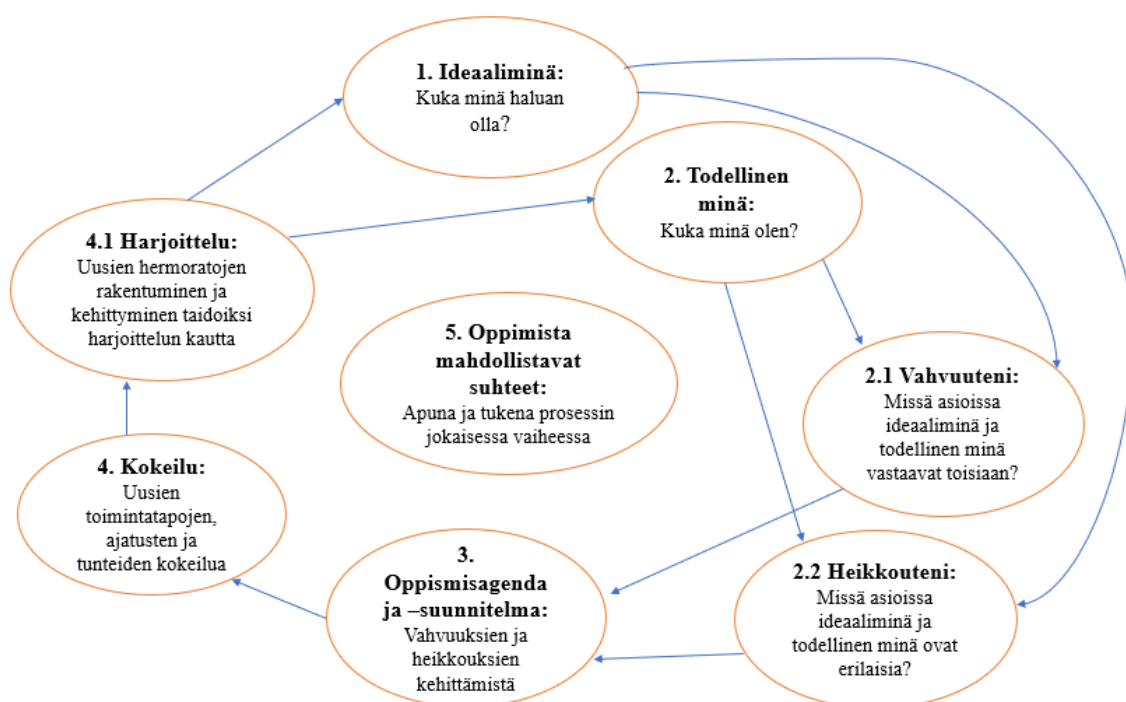 1. Ideaaliminä:
Kuka minä haluan
olla?
2. Todellinen
minä:
Kuka minä olen?
2.1 Vahvuuteni:
Missä asioissa
ideaaliminä ja
todellinen minä
vastaavat toisiaan?
2.2 Heikkouteni:
Missä asioissa
ideaaliminä ja
todellinen minä ovat
erilaisia?
3.
Oppismisagenda
ja –suunnitelma:
Vahvuuksien ja
heikkouksien
kehittämistä
4. Kokeilu:
Uusien
toimintatapojen,
ajatusten ja
tunteiden kokeilua
4.1 Harjoittelu:
Uusien hermoratojen
rakentuminen ja
kehittyminen taidoiksi
harjoittelun kautta
5. Oppimista
mahdollistavat
suhteet:
Apuna ja tukena prosessin
jokaisessa vaiheessa